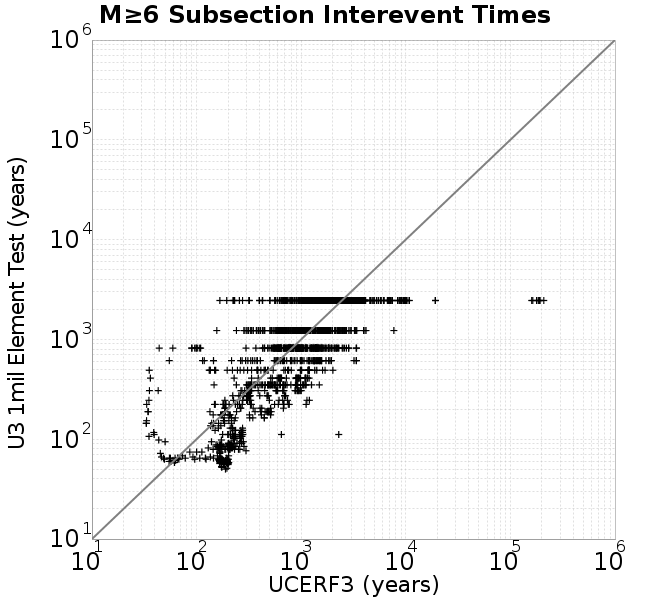 M≥6 Subsection Interevent Times
U3 1mil Element Test (years)
10^6
10^5
10^4
10^3
10^2
10^1
10^1 10^2 10^3 10^4 10^5 10^6
UCERF3 (years)